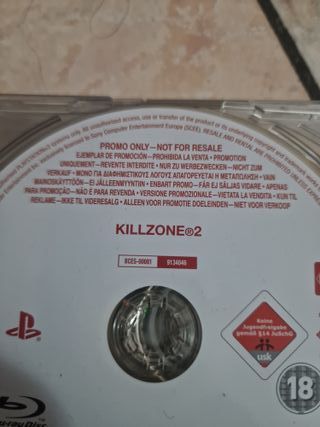 PROMO ONLY—NOT FOR RESALE
EJEMPLAR DE PROMOCIÓN • PROHIBIDA LA VENTA • PROMOTION
UNIQUEMENT • REVENTE INTERDITE • NUR ZU WERBEZWECKEN • NICHT ZUM
VERKAUF • ΜΟΝΟ ΓΙΑ ΔΙΑΦΗΜΙΣΤΙΚΟΥΣ ΛΟΓΟΥΣ ΑΠΑΓΟΡΕΥΕΤΑΙ Η ΜΕΤΑΠΩΛΗΣΗ • VAIN
MAINOSKÄYTTÖÖN • EI JÄLLEENMYYNTIIN • ENBART PROMO • FÅR EJ SÄLJAS VIDARE • APENAS
PARA PROMOÇÃO • NÃO É PARA REVENDA • VERSIONE PROMOZIONALE • VIETATA LA VENDITA • KUN TIL
REKLAME • IKKE TIL VIDERESALG • ALLEEN VOOR PROMOTIE DOELEINDEN • NIET VOOR VERKOOP
KILLZONE®2
BCES-00081 9134046
Keine
Jugendfreigabe
gemäß §14 JuSchG
usk
18